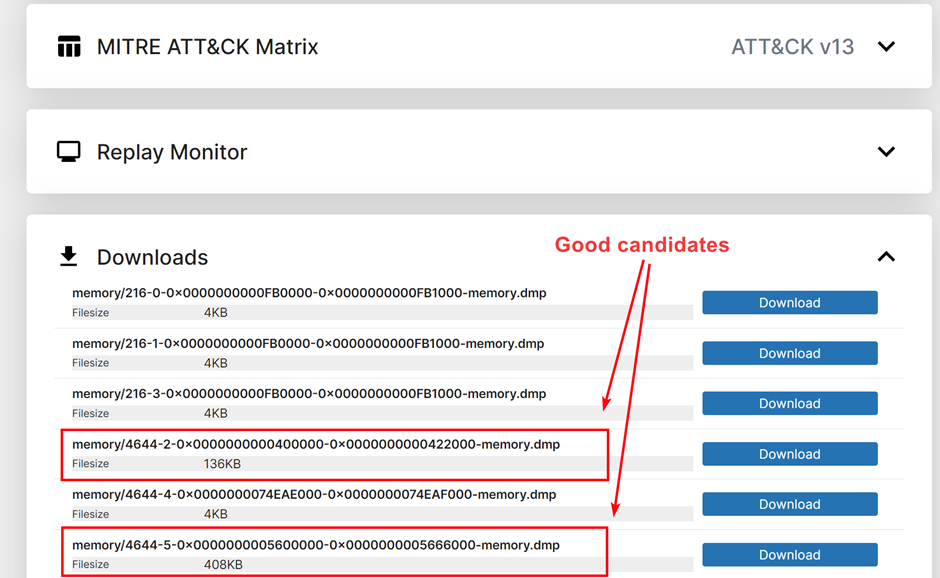 MITRE ATT&CK Matrix ATT&CK v13
Replay Monitor
Good candidates
Downloads
memory/216-0-0x0000000000FB0000-0x0000000000FB1000-memory.dmp
Filesize 4KB Download
memory/216-1-0x0000000000FB0000-0x0000000000FB1000-memory.dmp
Filesize 4KB Download
memory/216-3-0x0000000000FB0000-0x0000000000FB1000-memory.dmp
Filesize 4KB Download
memory/4644-2-0x0000000000400000-0x0000000000422000-memory.dmp
Filesize 136KB Download
memory/4644-4-0x0000000074EAE000-0x0000000074EAF000-memory.dmp
Filesize 4KB Download
memory/4644-5-0x0000000005600000-0x0000000005666000-memory.dmp
Filesize 408KB Download